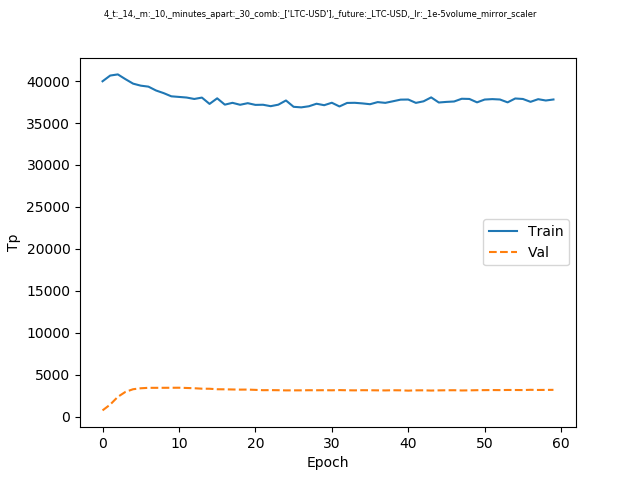 4_t:_14,_m:_10,_minutes_apart:_30_comb:_['LTC-USD'],_future:_LTC-USD,_lr:_1e-5volume_mirror_scaler
40000
35000
30000
25000
20000
15000
10000
5000
0
Tp
Train
Val
0 10 20 30 40 50 60
Epoch